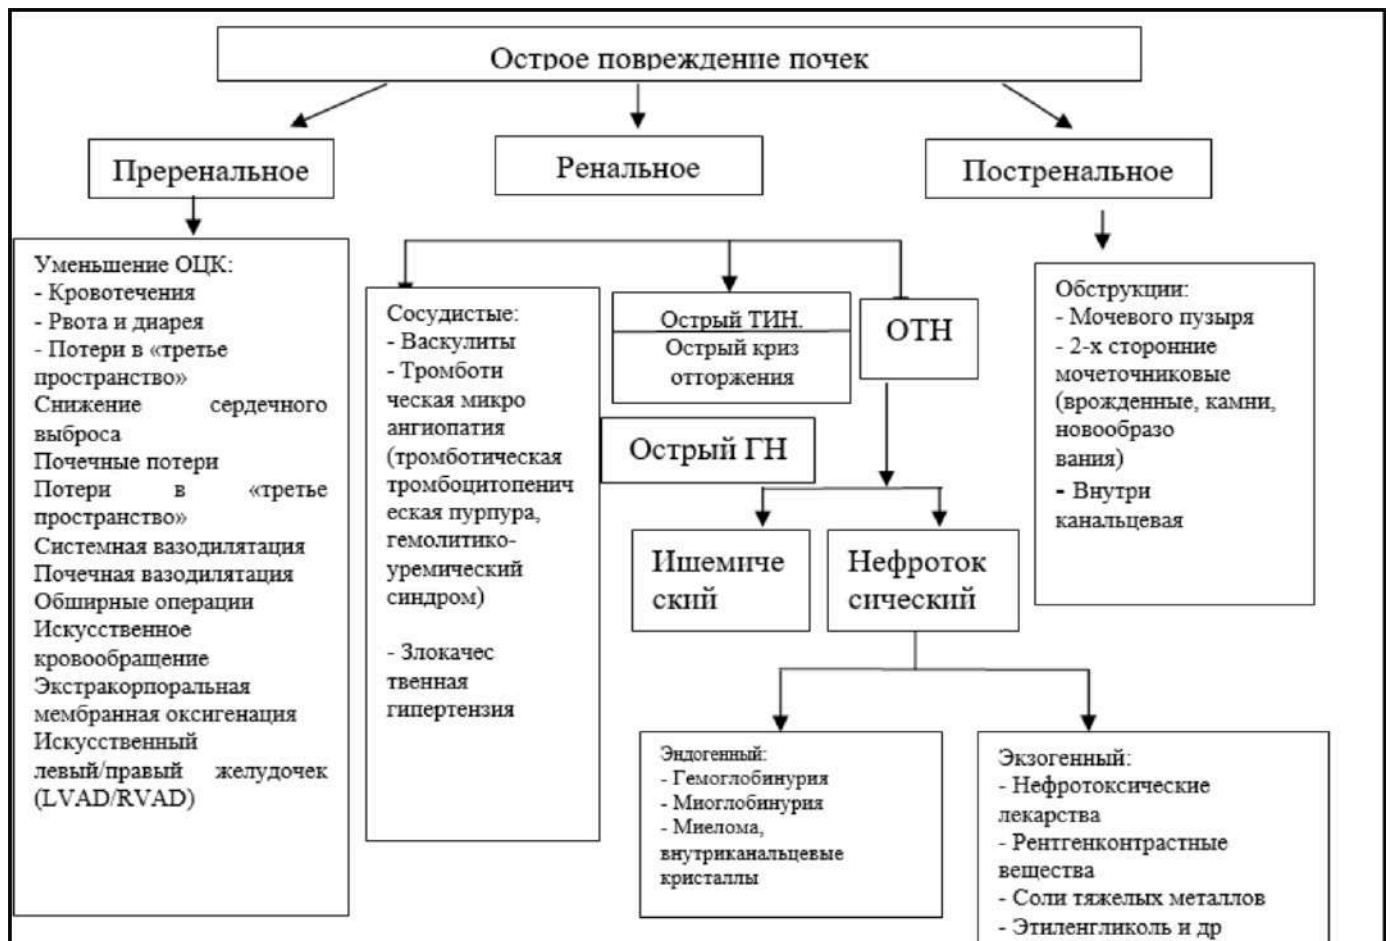 Острое повреждение почек
Преренальное
Ренальное
Постренальное
Уменьшение ОЦК:
- Кровотечения
- Рвота и диарея
- Потери в «третье
пространство»
Снижение сердечного
выброса
Почечные потери
Потери в «третье
пространство»
Системная вазодилятация
Почечная вазодилятация
Обширные операции
Искусственное
кровообращение
Экстракорпоральная
мембранная оксигенация
Искусственный
левый/правый желудочек
(LVAD/RVAD)
Сосудистые:
- Васкулиты
- Тромботи
ческая микро
ангиопатия
(тромботическая
тромбоцитопенич
еская пурпура,
гемолитико-
уремический
синдром)
- Злокачес
твенная
гипертензия
Острый ТИН.
Острый криз
отторжения
ОТН
Острый ГН
Ишемиче
ский
Нефроток
сический
Эндогенный:
- Гемоглобинурия
- Миоглобинурия
- Миелома,
внутриканальцевые
кристаллы
Экзогенный:
- Нефротоксические
лекарства
- Рентгенконтрастные
вещества
- Соли тяжелых металлов
- Этиленгликоль и др
Обструкции:
- Мочевого пузыря
- 2-х сторонние
мочеточниковые
(врожденные, камни,
новообразо
вания)
- Внутри
канальцевая